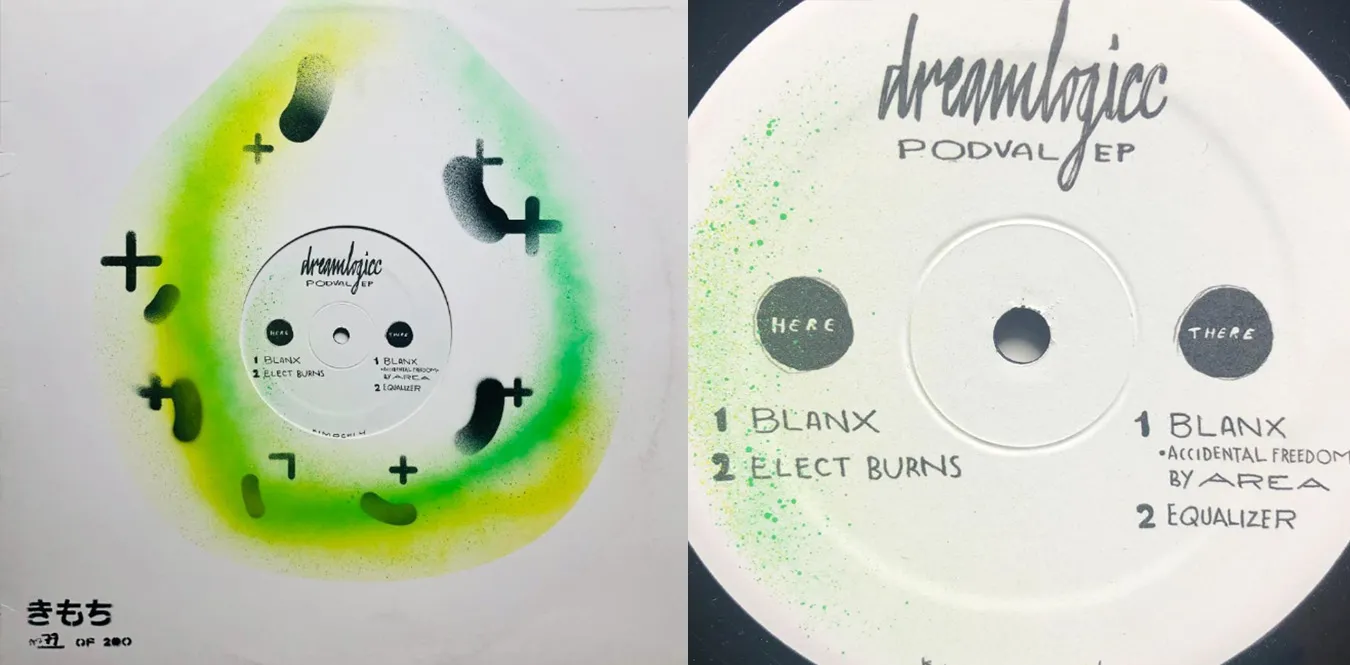 dreamlogicc
PODVAL EP
HERE
THERE
1 BLANX
2 ELECT BURNS
1 BLANX
•ACCIDENTAL FREEDOM•
BY AREA
2 EQUALIZER
きもち
Nº 79 OF 200
dreamlogicc
PODVAL EP
HERE
THERE
1 BLANX
2 ELECT BURNS
1 BLANX
•ACCIDENTAL FREEDOM
BY AREA
2 EQUALIZER